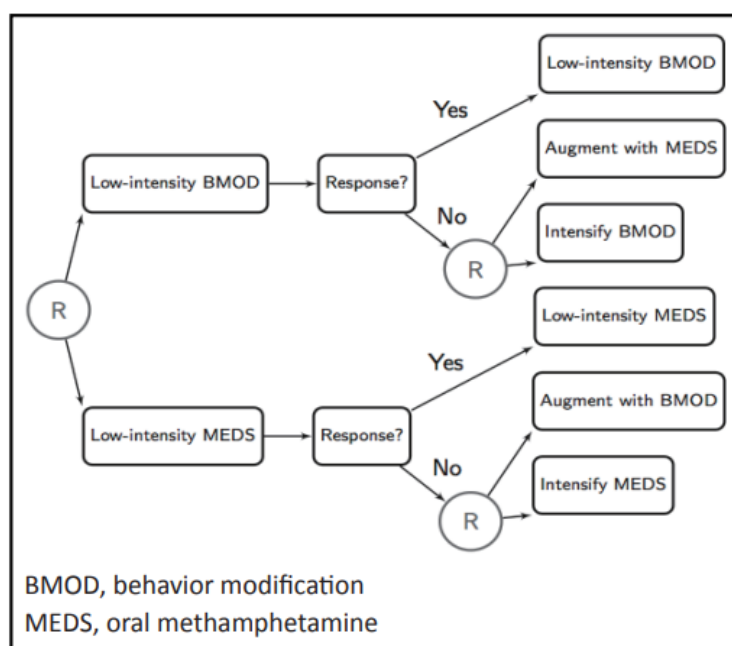 Low-intensity BMOD
Yes
Augment with MEDS
Low-intensity BMOD
Response?
No
Intensify BMOD
R
R
Low-intensity MEDS
Yes
Augment with BMOD
Low-intensity MEDS
Response?
No
Intensify MEDS
R
BMOD, behavior modification
MEDS, oral methamphetamine